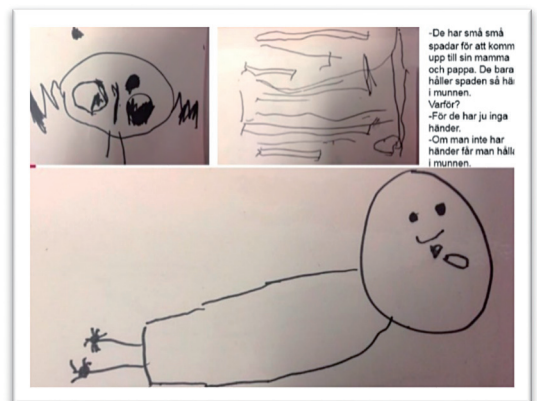 -De har små små
spadar för att komm
upp till sin mamma
och pappa. De bara
håller spaden så hä
i munnen.
Varför?
-För de har ju inga
händer.
-Om man inte har
händer får man håll
i munnen.